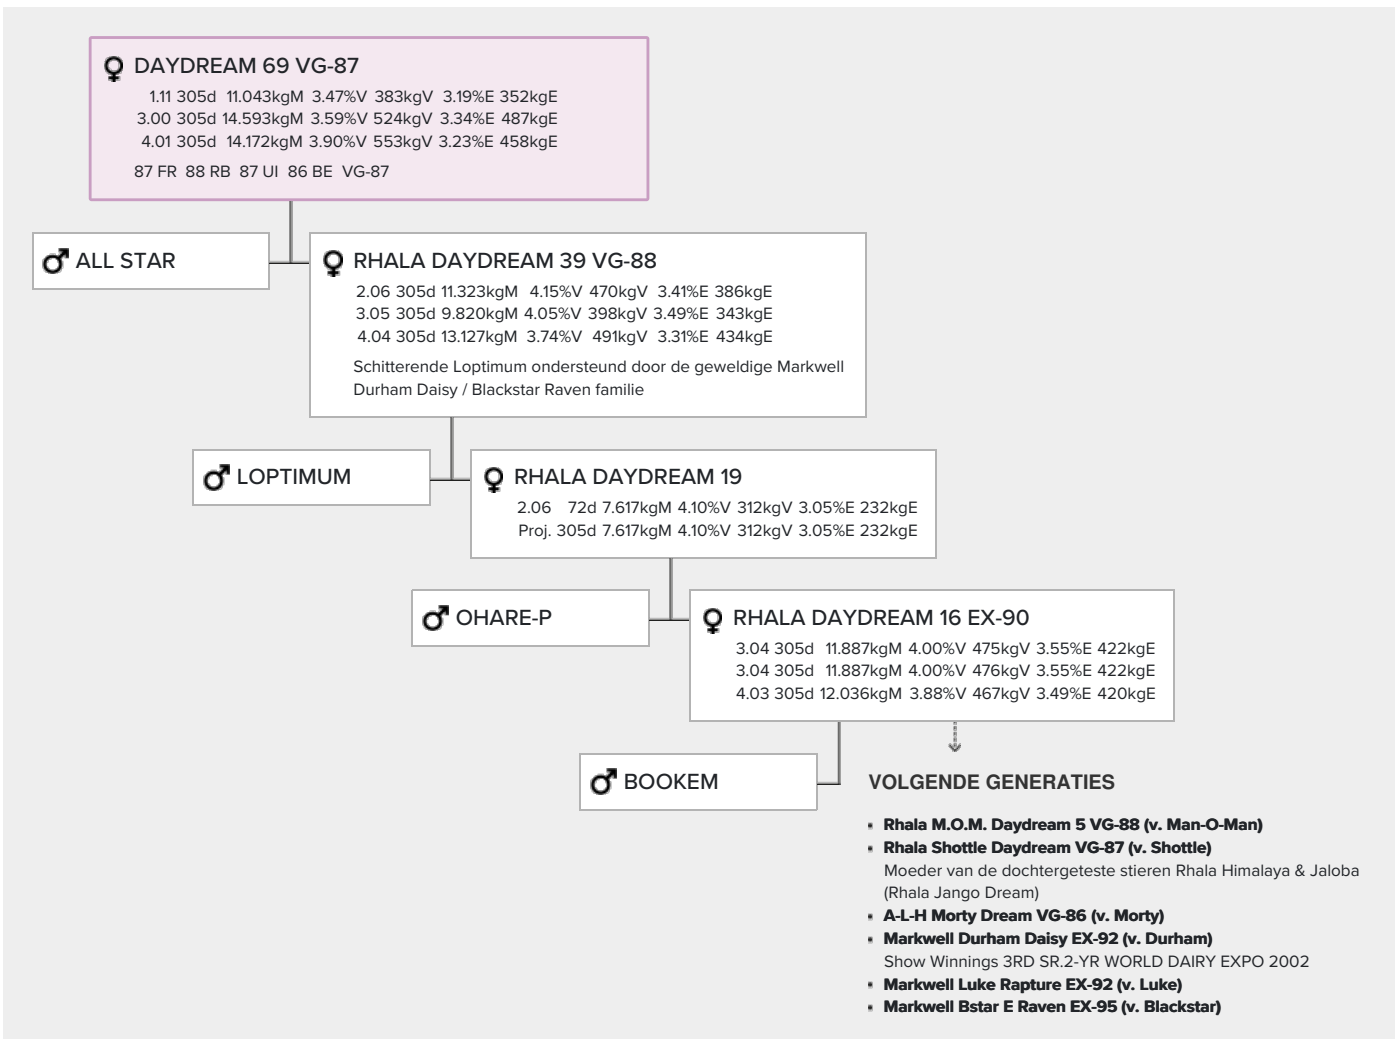 DAYDREAM 69 VG-87
1.11 305d 11.043kgM 3.47%V 383kgV 3.19%E 352kgE
3.00 305d 14.593kgM 3.59%V 524kgV 3.34%E 487kgE
4.01 305d 14.172kgM 3.90%V 553kgV 3.23%E 458kgE
87 FR 88 RB 87 UI 86 BE VG-87
ALL STAR
RHALA DAYDREAM 39 VG-88
2.06 305d 11.323kgM 4.15%V 470kgV 3.41%E 386kgE
3.05 305d 9.820kgM 4.05%V 398kgV 3.49%E 343kgE
4.04 305d 13.127kgM 3.74%V 491kgV 3.31%E 434kgE
Schitterende Loptimum ondersteund door de geweldige Markwell
Durham Daisy / Blackstar Raven familie
LOPTIMUM
RHALA DAYDREAM 19
2.06 72d 7.617kgM 4.10%V 312kgV 3.05%E 232kgE
Proj. 305d 7.617kgM 4.10%V 312kgV 3.05%E 232kgE
OHARE-P
RHALA DAYDREAM 16 EX-90
3.04 305d 11.887kgM 4.00%V 475kgV 3.55%E 422kgE
3.04 305d 11.887kgM 4.00%V 476kgV 3.55%E 422kgE
4.03 305d 12.036kgM 3.88%V 467kgV 3.49%E 420kgE
BOOKEM
VOLGENDE GENERATIES
▪ Rhala M.O.M. Daydream 5 VG-88 (v. Man-O-Man)
▪ Rhala Shottle Daydream VG-87 (v. Shottle)
Moeder van de dochtergeteste stieren Rhala Himalaya & Jaloba
(Rhala Jango Dream)
▪ A-L-H Morty Dream VG-86 (v. Morty)
▪ Markwell Durham Daisy EX-92 (v. Durham)
Show Winnings 3RD SR.2-YR WORLD DAIRY EXPO 2002
▪ Markwell Luke Rapture EX-92 (v. Luke)
▪ Markwell Bstar E Raven EX-95 (v. Blackstar)